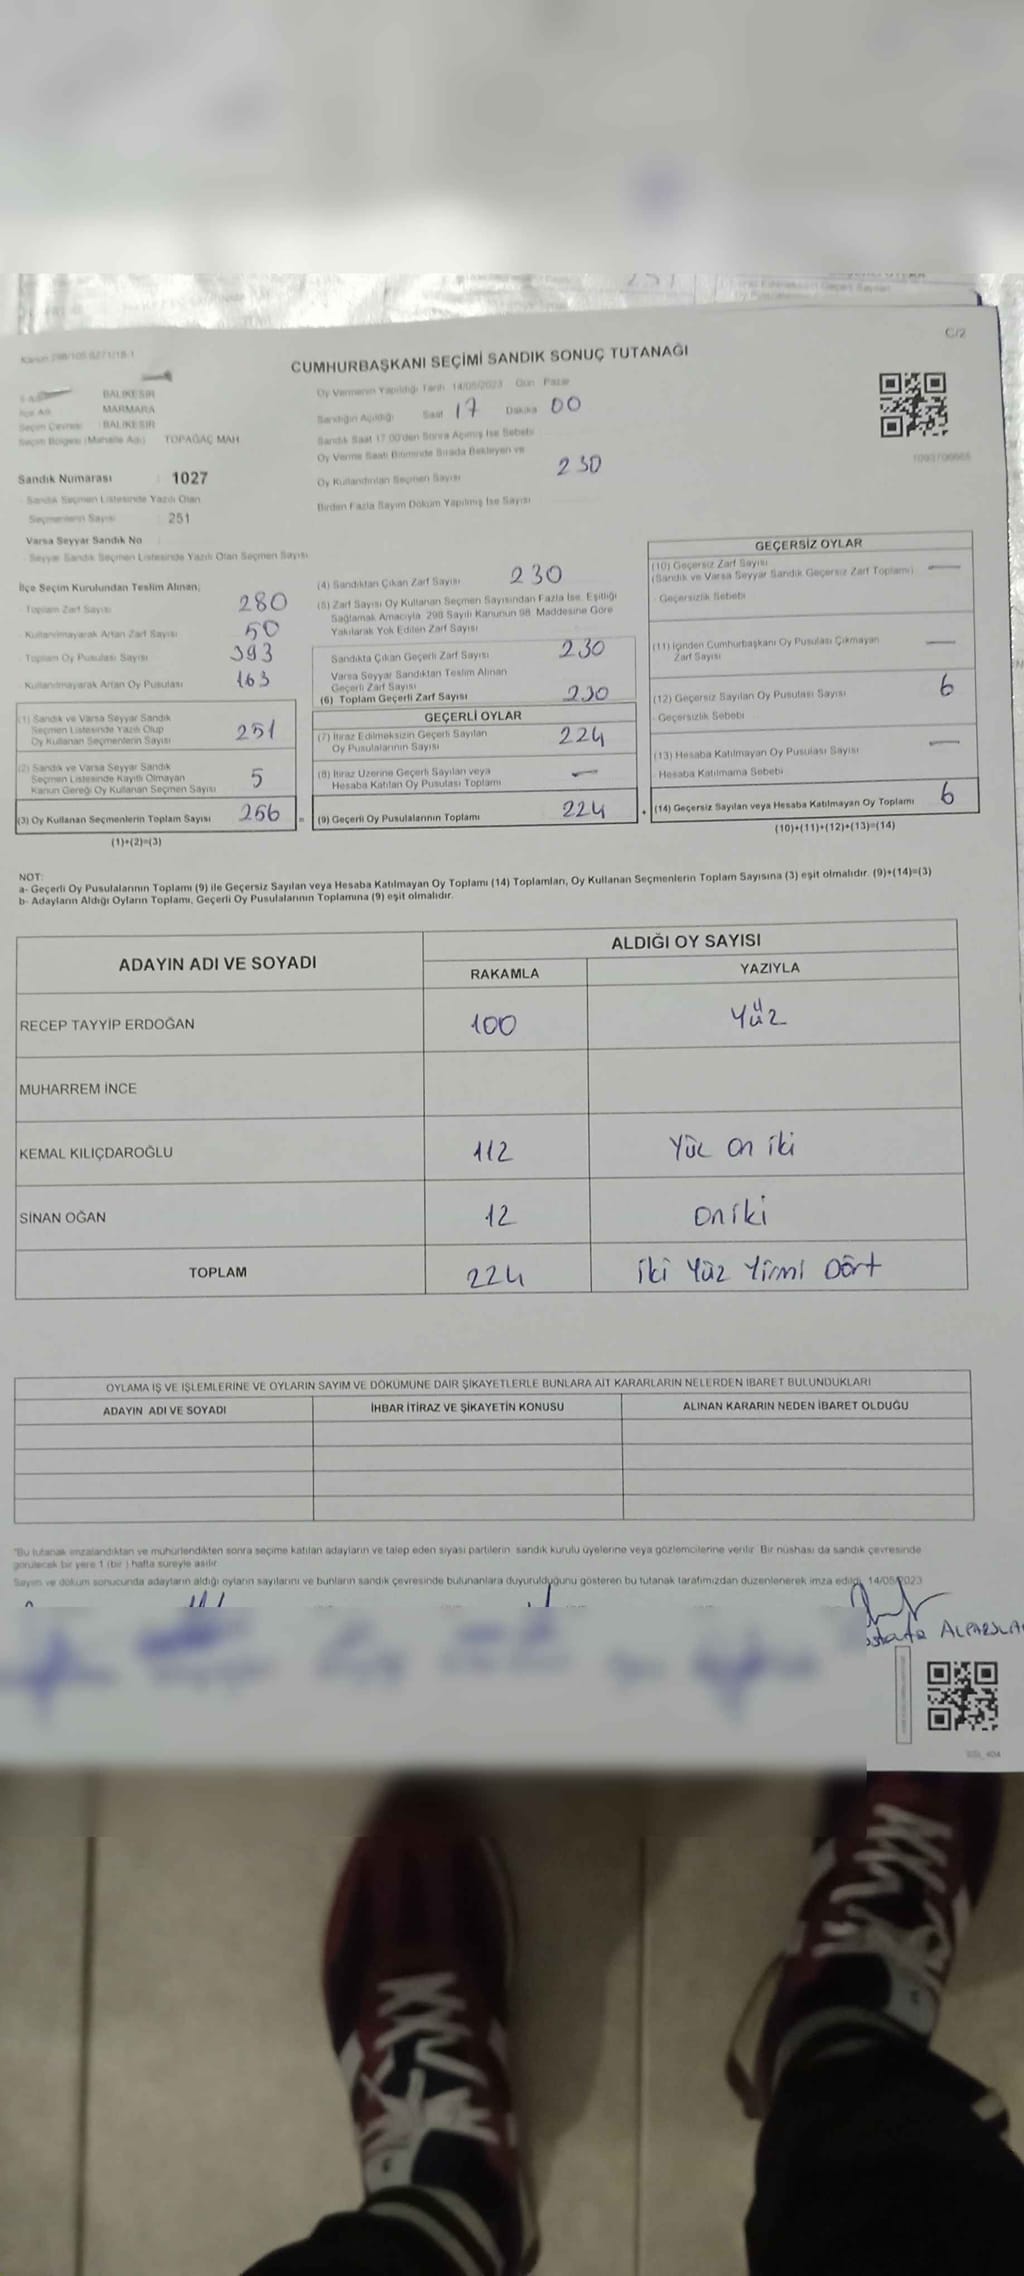 C/2
Kanun 298/105 6271/18-1
CUMHURBAŞKANI SEÇİMİ SANDIK SONUÇ TUTANAĞI
BALIKESİR
İlçe Adı MARMARA
Seçim Çevresi : BALIKESİR
Seçim Bölgesi (Mahalle Adı) TOPAĞAÇ MAH
Sandık Numarası : 1027
- Sandık Seçmen Listesinde Yazılı Olan
Seçmenlerin Sayısı : 251
Varsa Seyyar Sandık No
- Seyyar Sandık Seçmen Listesinde Yazılı Olan Seçmen Sayısı
Oy Vermenin Yapıldığı Tarih 14/05/2023 Gün Pazar
Sandığın Açıldığı Saat 17 Dakika 00
Sandık Saat 17.00'den Sonra Açılmış İse Sebebi
Oy Verme Saati Bitiminde Sırada Bekleyen ve
Oy Kullandırılan Seçmen Sayısı 230
Birden Fazla Sayım Döküm Yapılmış İse Sayısı
İlçe Seçim Kurulundan Teslim Alınan;
- Toplam Zarf Sayısı 280
- Kullanılmayarak Artan Zarf Sayısı 50
- Toplam Oy Pusulası Sayısı 393
- Kullanılmayarak Artan Oy Pusulası 163
(1) Sandık ve Varsa Seyyar Sandık
Seçmen Listesinde Yazılı Olup
Oy Kullanan Seçmenlerin Sayısı 251
(2) Sandık ve Varsa Seyyar Sandık
Seçmen Listesinde Kayıtlı Olmayan
Kanun Gereği Oy Kullanan Seçmen Sayısı 5
(3) Oy Kullanan Seçmenlerin Toplam Sayısı 256
(1)+(2)=(3)
(4) Sandıktan Çıkan Zarf Sayısı 230
(5) Zarf Sayısı Oy Kullanan Seçmen Sayısından Fazla İse, Eşitliği
Sağlamak Amacıyla, 298 Sayılı Kanunun 98. Maddesine Göre
Yakılarak Yok Edilen Zarf Sayısı
Sandıkta Çıkan Geçerli Zarf Sayısı 230
Varsa Seyyar Sandıktan Teslim Alınan
Geçerli Zarf Sayısı
(6) Toplam Geçerli Zarf Sayısı 230
GEÇERLİ OYLAR
(7) İtiraz Edilmeksizin Geçerli Sayılan
Oy Pusulalarının Sayısı 224
(8) İtiraz Üzerine Geçerli Sayılan veya
Hesaba Katılan Oy Pusulası Toplamı —
= (9) Geçerli Oy Pusulalarının Toplamı 224
GEÇERSİZ OYLAR
(10) Geçersiz Zarf Sayısı
(Sandık ve Varsa Seyyar Sandık Geçersiz Zarf Toplamı) —
- Geçersizlik Sebebi
(11) İçinden Cumhurbaşkanı Oy Pusulası Çıkmayan
Zarf Sayısı —
(12) Geçersiz Sayılan Oy Pusulası Sayısı 6
- Geçersizlik Sebebi
(13) Hesaba Katılmayan Oy Pusulası Sayısı —
- Hesaba Katılmama Sebebi
+ (14) Geçersiz Sayılan veya Hesaba Katılmayan Oy Toplamı 6
(10)+(11)+(12)+(13)=(14)
NOT:
a- Geçerli Oy Pusulalarının Toplamı (9) ile Geçersiz Sayılan veya Hesaba Katılmayan Oy Toplamı (14) Toplamları, Oy Kullanan Seçmenlerin Toplam Sayısına (3) eşit olmalıdır. (9)+(14)=(3)
b- Adayların Aldığı Oyların Toplamı, Geçerli Oy Pusulalarının Toplamına (9) eşit olmalıdır.
ADAYIN ADI VE SOYADI ALDIĞI OY SAYISI
RAKAMLA YAZIYLA
RECEP TAYYİP ERDOĞAN 100 Yüz
MUHARREM İNCE
KEMAL KILIÇDAROĞLU 112 Yüz on iki
SİNAN OĞAN 12 oniki
TOPLAM 224 iki Yüz Yirmi Dört
OYLAMA İŞ VE İŞLEMLERİNE VE OYLARIN SAYIM VE DÖKÜMÜNE DAİR ŞİKAYETLERLE BUNLARA AİT KARARLARIN NELERDEN İBARET BULUNDUKLARI
ADAYIN ADI VE SOYADI İHBAR İTİRAZ VE ŞİKAYETİN KONUSU ALINAN KARARIN NEDEN İBARET OLDUĞU
*Bu tutanak imzalandıktan ve mühürlendikten sonra seçime katılan adayların ve talep eden siyasi partilerin sandık kurulu üyelerine veya gözlemcilerine verilir. Bir nüshası da sandık çevresinde
görülecek bir yere 1 (bir ) hafta süreyle asılır.
Sayım ve döküm sonucunda adayların aldığı oyların sayılarını ve bunların sandık çevresinde bulunanlara duyurulduğunu gösteren bu tutanak tarafımızdan düzenlenerek imza edildi. 14/05/2023